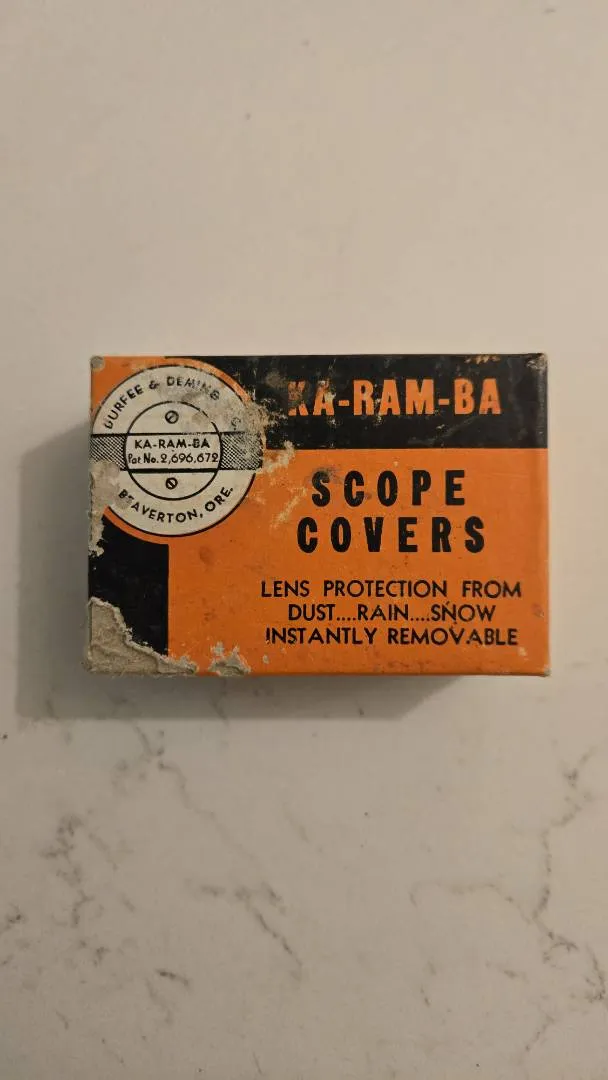 DURFEE & DEMING
KA-RAM-BA
Pat No. 2,696,672
BEAVERTON, ORE.
KA-RAM-BA
SCOPE
COVERS
LENS PROTECTION FROM
DUST....RAIN....SNOW
INSTANTLY REMOVABLE